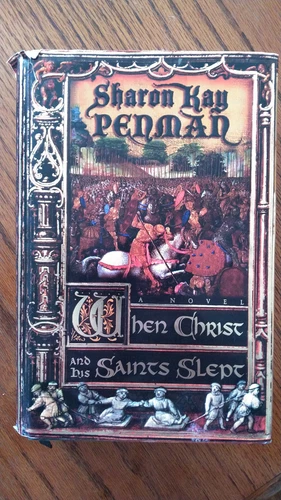 Sharon Kay
PENMAN
A NOVEL
When Christ
and his Saints Slept